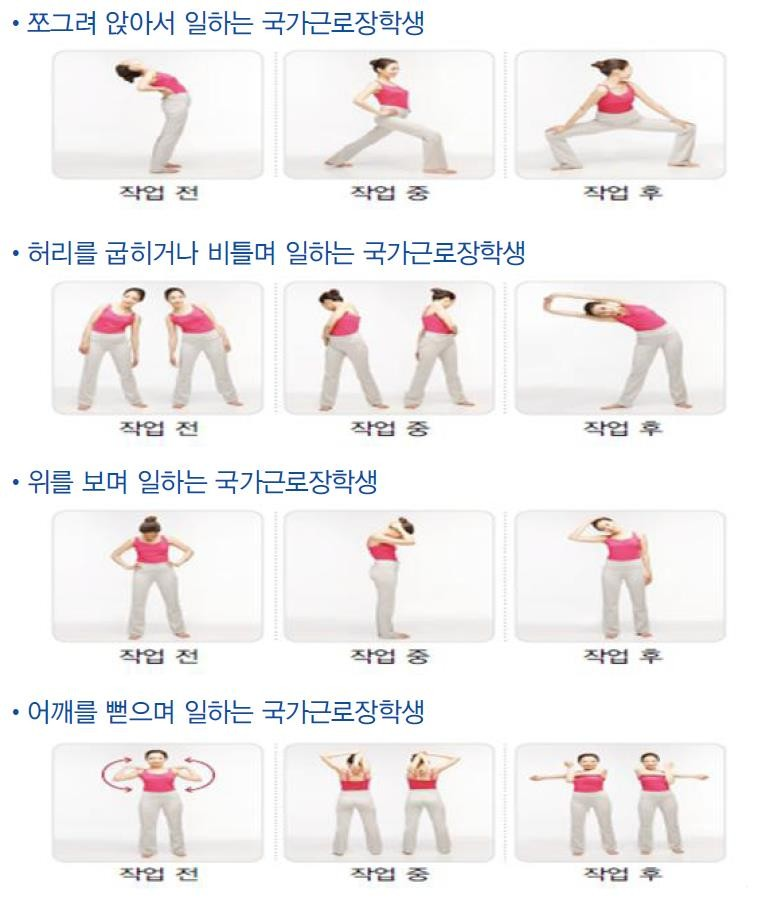 • 쪼그려 앉아서 일하는 국가근로장학생
작업 전 작업 중 작업 후
• 허리를 굽히거나 비틀며 일하는 국가근로장학생
작업 전 작업 중 작업 후
• 위를 보며 일하는 국가근로장학생
작업 전 작업 중 작업 후
• 어깨를 뻗으며 일하는 국가근로장학생
작업 전 작업 중 작업 후